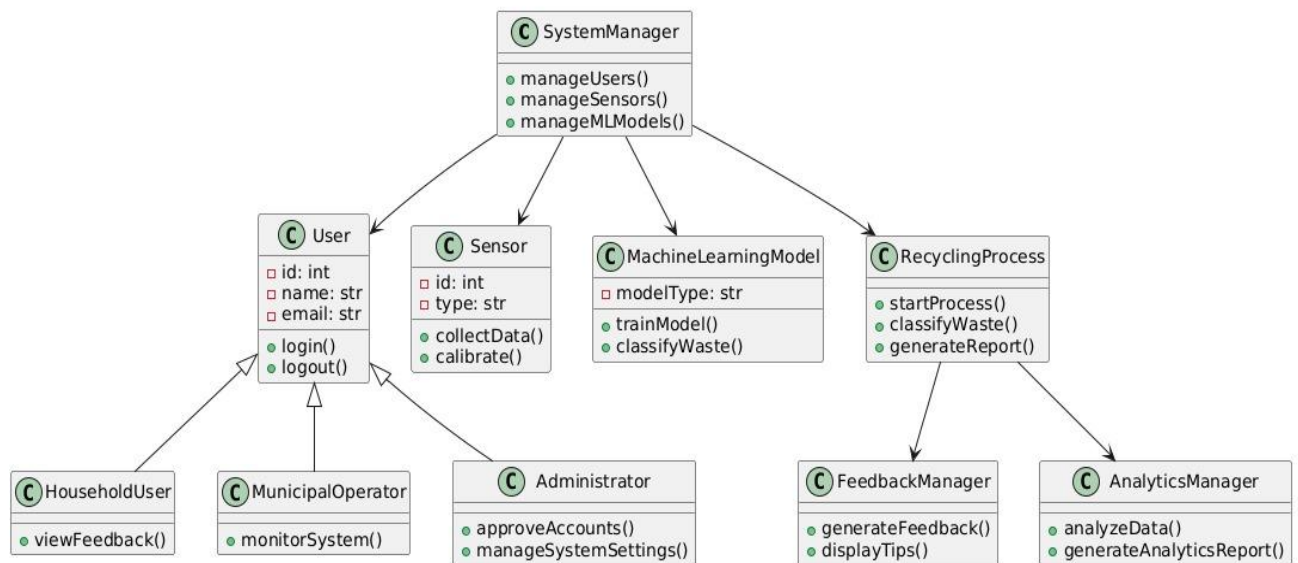 C SystemManager
manageUsers()
manageSensors()
manageMLModels()
C User
id: int
name: str
email: str
login()
logout()
C Sensor
id: int
type: str
collectData()
calibrate()
C MachineLearningModel
modelType: str
trainModel()
classifyWaste()
C RecyclingProcess
startProcess()
classifyWaste()
generateReport()
C HouseholdUser
viewFeedback()
C MunicipalOperator
monitorSystem()
C Administrator
approveAccounts()
manageSystemSettings()
C FeedbackManager
generateFeedback()
displayTips()
C AnalyticsManager
analyzeData()
generateAnalyticsReport()